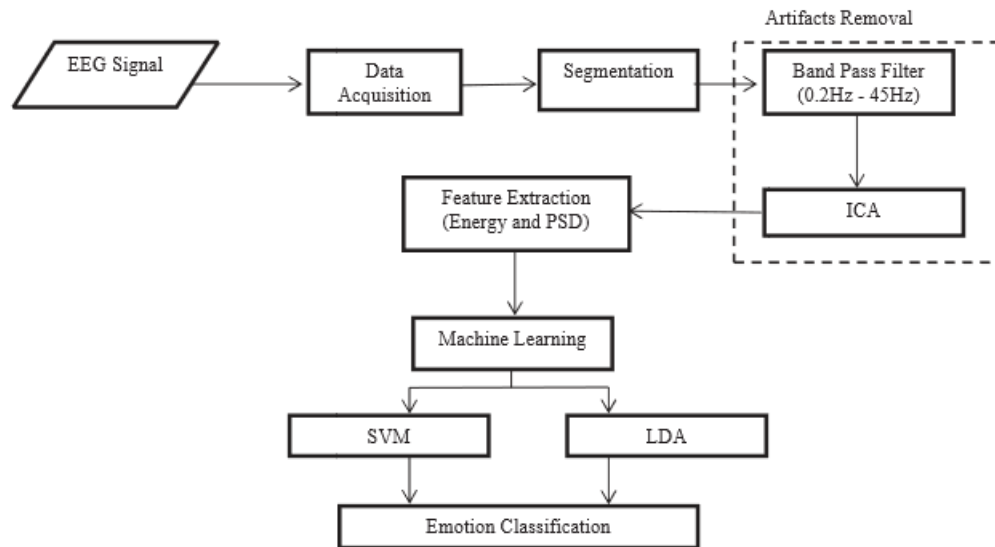 Artifacts Removal
EEG Signal
Data
Acquisition
Segmentation
Band Pass Filter
(0.2Hz - 45Hz)
ICA
Feature Extraction
(Energy and PSD)
Machine Learning
SVM
LDA
Emotion Classification